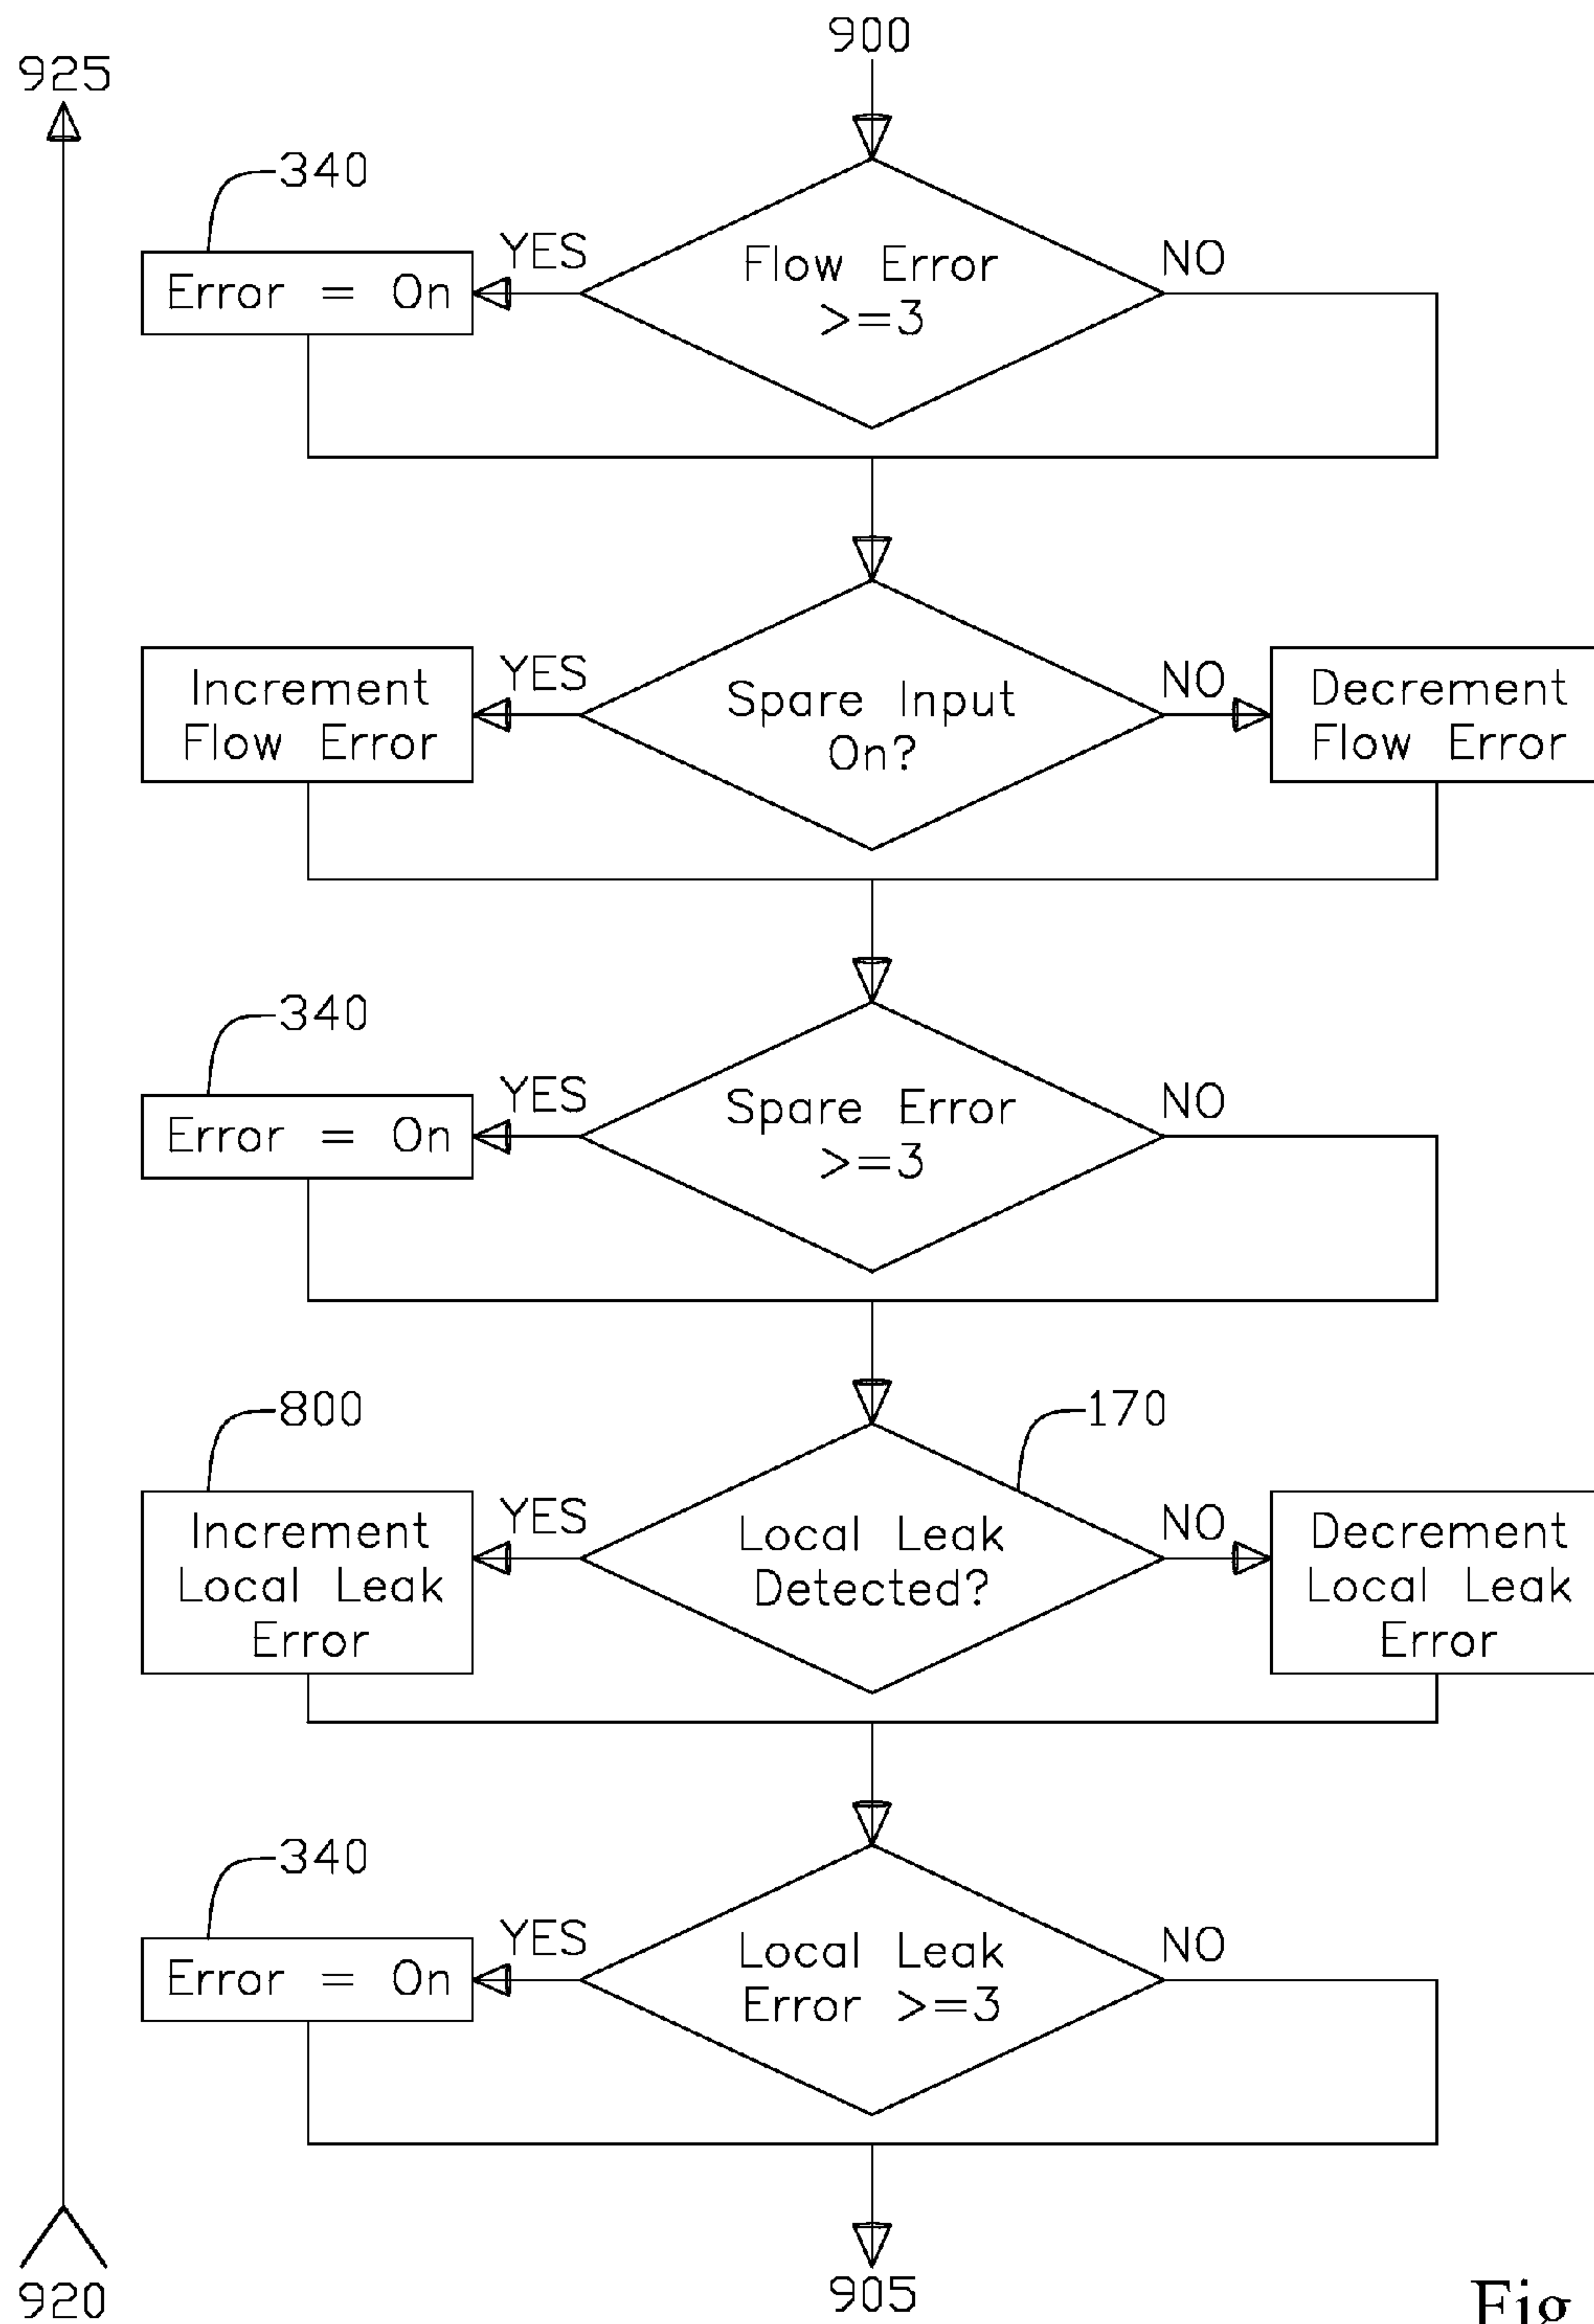 900
925
340
YES
Flow Error
>=3
NO
Error = On
Increment
Flow Error
YES
Spare Input
On?
NO
Decrement
Flow Error
340
YES
Spare Error
>=3
NO
Error = On
800
170
Increment
Local Leak
Error
YES
Local Leak
Detected?
NO
Decrement
Local Leak
Error
340
YES
Local Leak
Error >=3
NO
Error = On
920
905
Fig